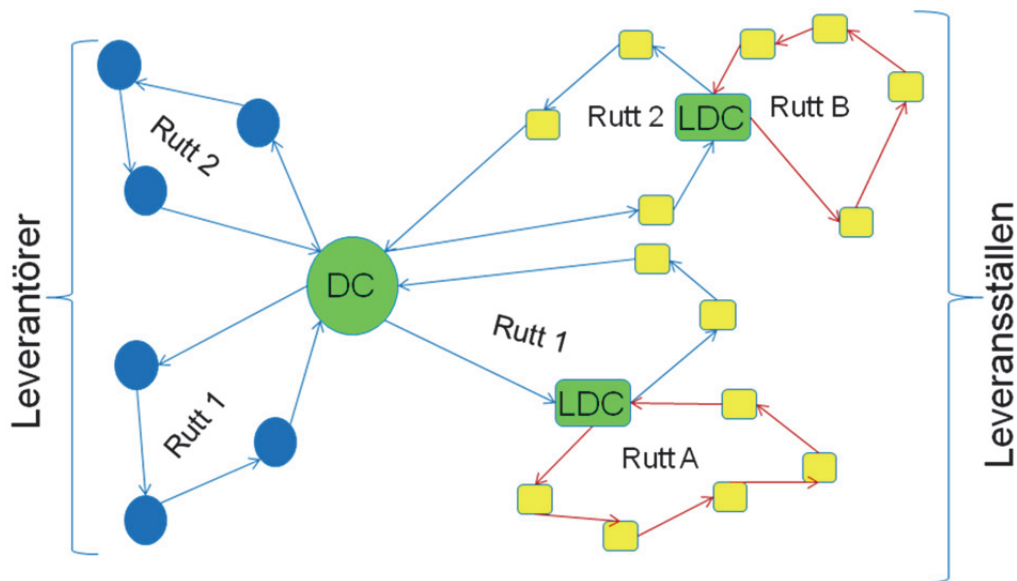 Leverantörer
Rutt 2
Rutt 1
DC
Rutt 2
LDC
Rutt B
Rutt 1
LDC
Rutt A
Leveransställen